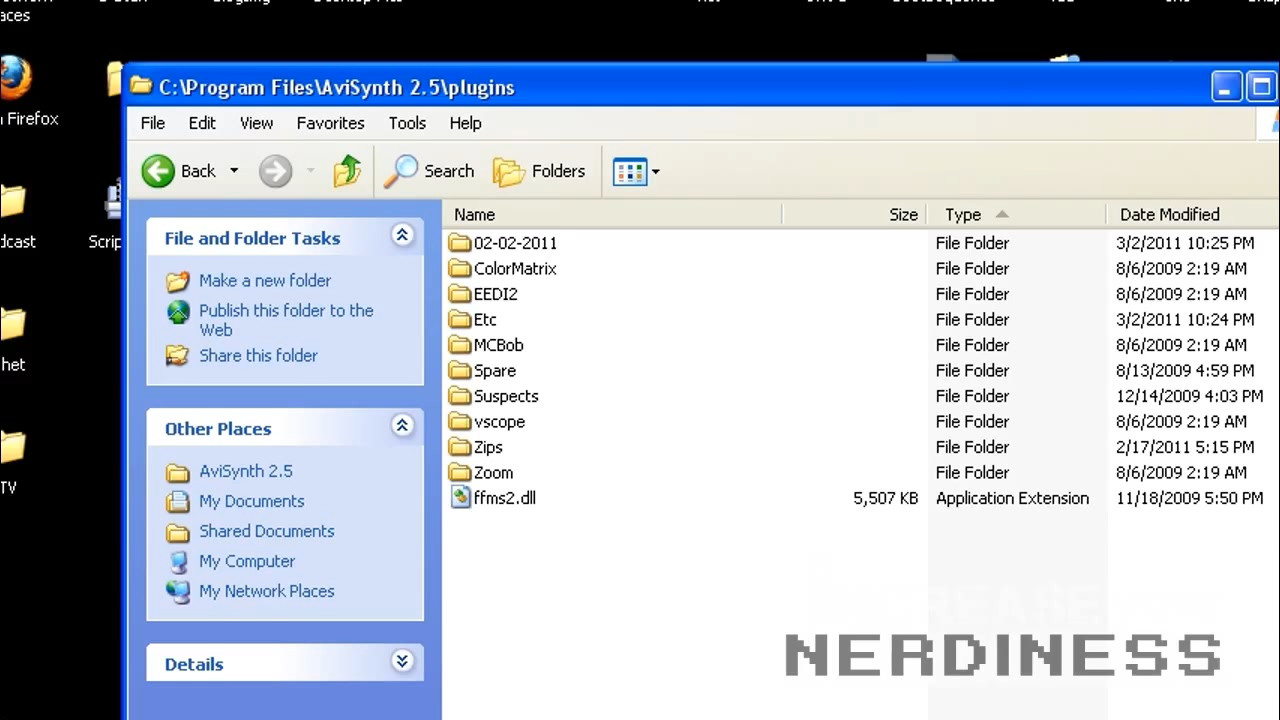 aces
C:\Program Files\AviSynth 2.5\plugins
Firefox
File Edit View Favorites Tools Help
Back Search Folders
Name Size Type Date Modified
dcast
Scrip
File and Folder Tasks
Make a new folder
Publish this folder to the
Web
Share this folder
02-02-2011 File Folder 3/2/2011 10:25 PM
ColorMatrix File Folder 8/6/2009 2:19 AM
EEDI2 File Folder 8/6/2009 2:19 AM
Etc File Folder 3/2/2011 10:24 PM
MCBob File Folder 8/6/2009 2:19 AM
Spare File Folder 8/13/2009 4:59 PM
Suspects File Folder 12/14/2009 4:03 PM
vscope File Folder 8/6/2009 2:19 AM
Zips File Folder 2/17/2011 5:15 PM
Zoom File Folder 8/6/2009 2:19 AM
ffms2.dll 5,507 KB Application Extension 11/18/2009 5:50 PM
het
Other Places
AviSynth 2.5
My Documents
Shared Documents
My Computer
My Network Places
TV
Details
NERDINESS